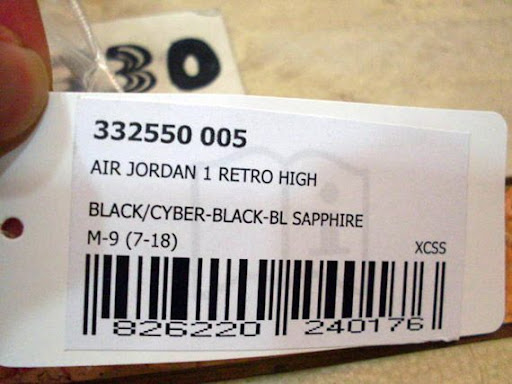 30
332550 005
AIR JORDAN 1 RETRO HIGH
BLACK/CYBER-BLACK-BL SAPPHIRE
M-9 (7-18)
XCSS
826220 240176